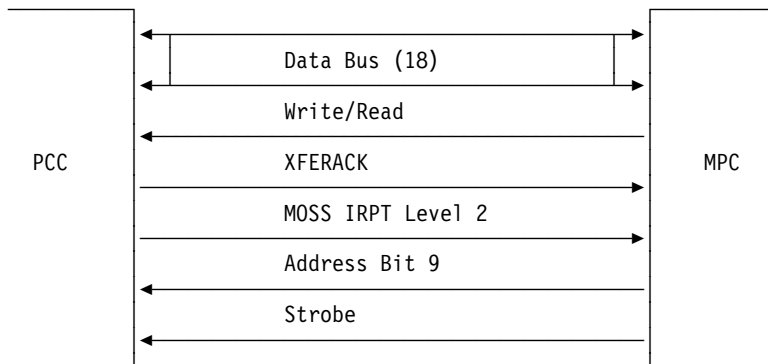 Data Bus (18)
Write/Read
PCC XFERACK MPC
MOSS IRPT Level 2
Address Bit 9
Strobe